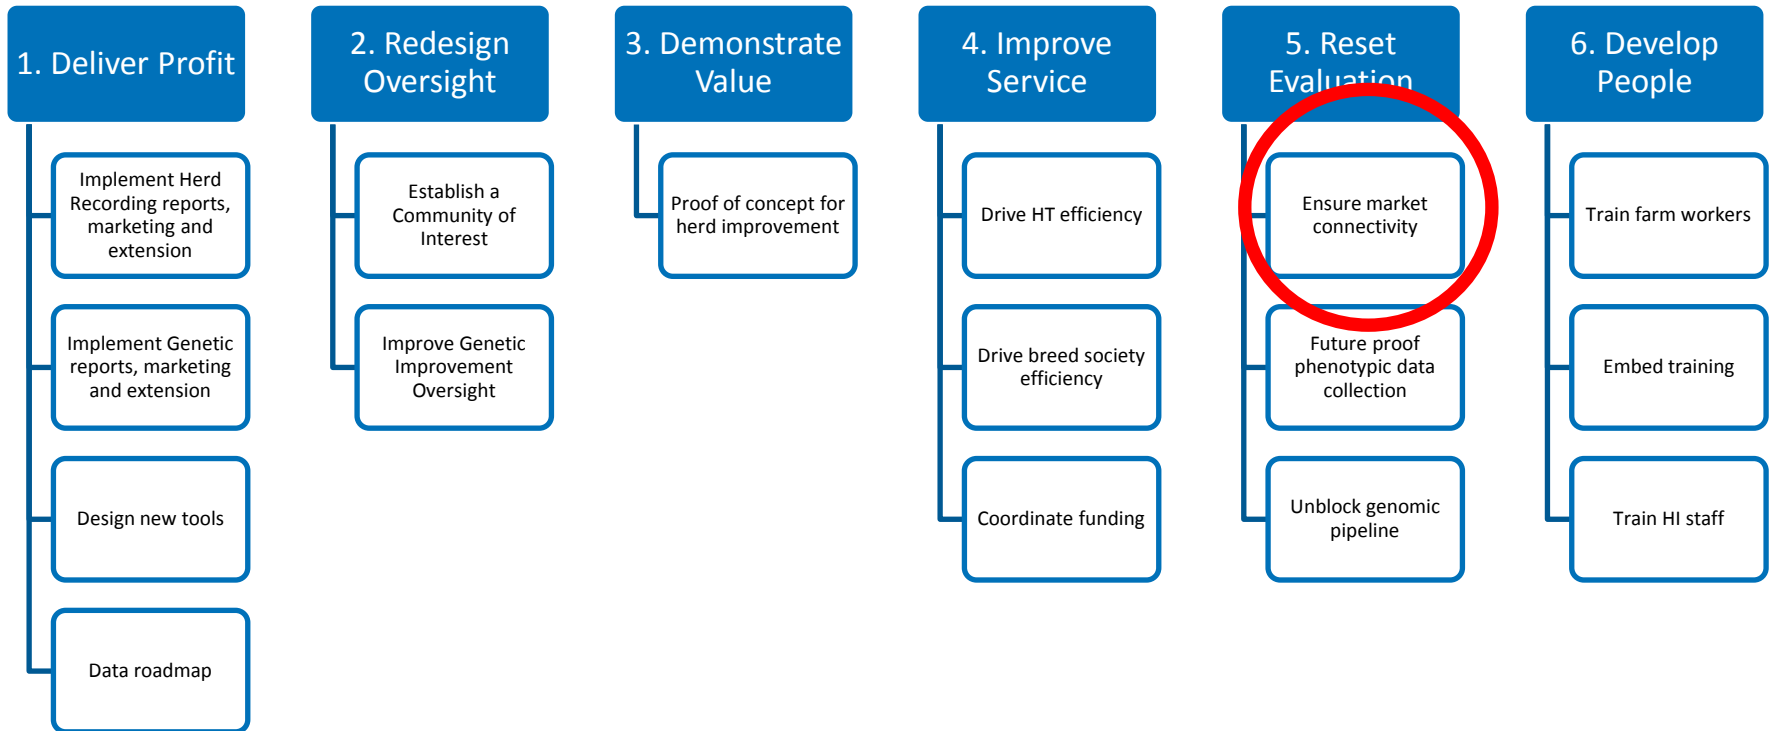 1. Deliver Profit
Implement Herd
Recording reports,
marketing and
extension
Implement Genetic
reports, marketing
and extension
Design new tools
Data roadmap
2. Redesign
Oversight
Establish a
Community of
Interest
Improve Genetic
Improvement
Oversight
3. Demonstrate
Value
Proof of concept for
herd improvement
4. Improve
Service
Drive HT efficiency
Drive breed society
efficiency
Coordinate funding
5. Reset
Evaluation
Ensure market
connectivity
Future proof
phenotypic data
collection
Unblock genomic
pipeline
6. Develop
People
Train farm workers
Embed training
Train HI staff